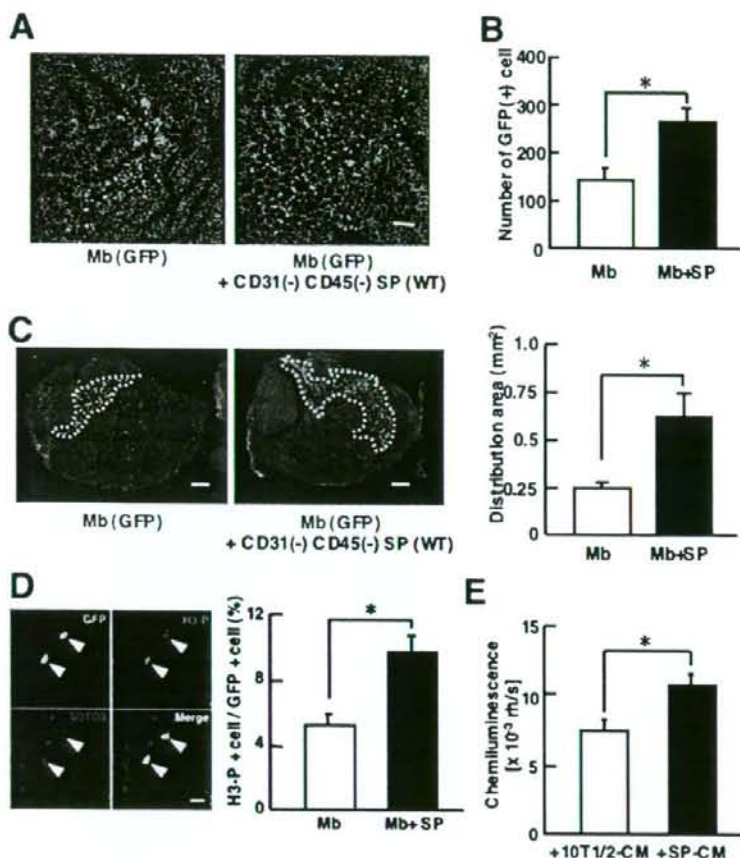 A
Mb (GFP)
Mb (GFP)
+ CD31(-) CD45(-) SP (WT)
B
Number of GFP (+) cell
400
300
200
100
0
*
Mb
Mb+SP
C
Mb (GFP)
Mb (GFP)
+ CD31(-) CD45(-) SP (WT)
Distribution area (mm²)
1.0
0.75
0.5
0.25
0
*
Mb
Mb+SP
D
GFP
H3-P
Merge
H3-P +cell / GFP +cell (%)
12
8
4
0
*
Mb
Mb+SP
E
Chemiluminescence
[x 10⁻³ rh/s]
15
10
5
0
*
+10T1/2-CM
+SP-CM